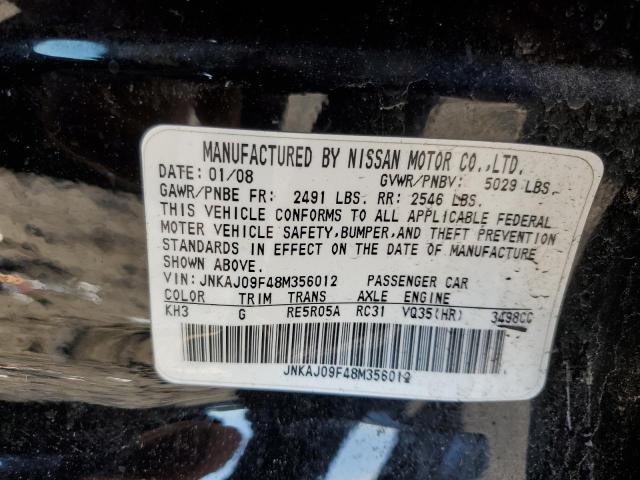 MANUFACTURED BY NISSAN MOTOR CO.,LTD.
DATE: 01/08 GVWR/PNBV: 5029 LBS.
GAWR/PNBE FR: 2491 LBS. RR: 2546 LBS.
THIS VEHICLE CONFORMS TO ALL APPLICABLE FEDERAL
MOTER VEHICLE SAFETY,BUMPER,AND THEFT PREVENTION
STANDARDS IN EFFECT ON THE DATE OF MANUFACTURE
SHOWN ABOVE.
VIN: JNKAJ09F48M356012 PASSENGER CAR
COLOR TRIM TRANS AXLE ENGINE
KH3 G RE5R05A RC31 VQ35(HR) 3498CC
JNKAJ09F48M356012